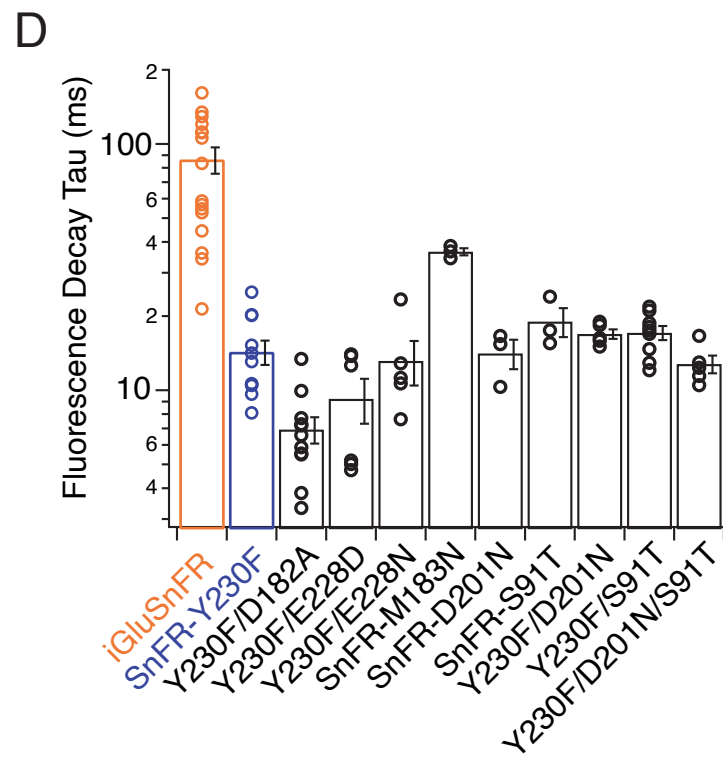 D
Fluorescence Decay Tau (ms)
2
100
6
4
2
10
6
4
iGluSnFR
SnFR-Y230F
Y230F/D182A
Y230F/E228D
Y230F/E228N
SnFR-M183N
SnFR-D201N
SnFR-S91T
Y230F/D201N
Y230F/S91T
Y230F/D201N/S91T